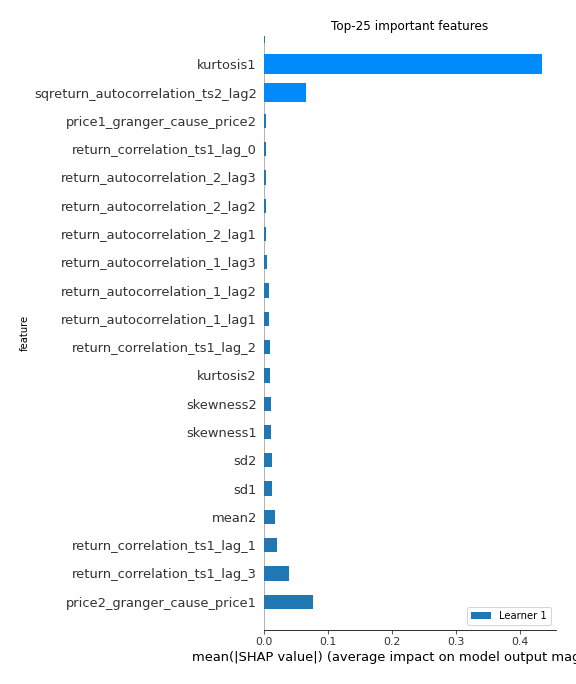 Top-25 important features
kurtosis1
sqreturn_autocorrelation_ts2_lag2
price1_granger_cause_price2
return_correlation_ts1_lag_0
return_autocorrelation_2_lag3
return_autocorrelation_2_lag2
return_autocorrelation_2_lag1
return_autocorrelation_1_lag3
return_autocorrelation_1_lag2
return_autocorrelation_1_lag1
return_correlation_ts1_lag_2
kurtosis2
skewness2
skewness1
sd2
sd1
mean2
return_correlation_ts1_lag_1
return_correlation_ts1_lag_3
price2_granger_cause_price1
feature
Learner 1
0.0 0.1 0.2 0.3 0.4
mean(|SHAP value|) (average impact on model output mag